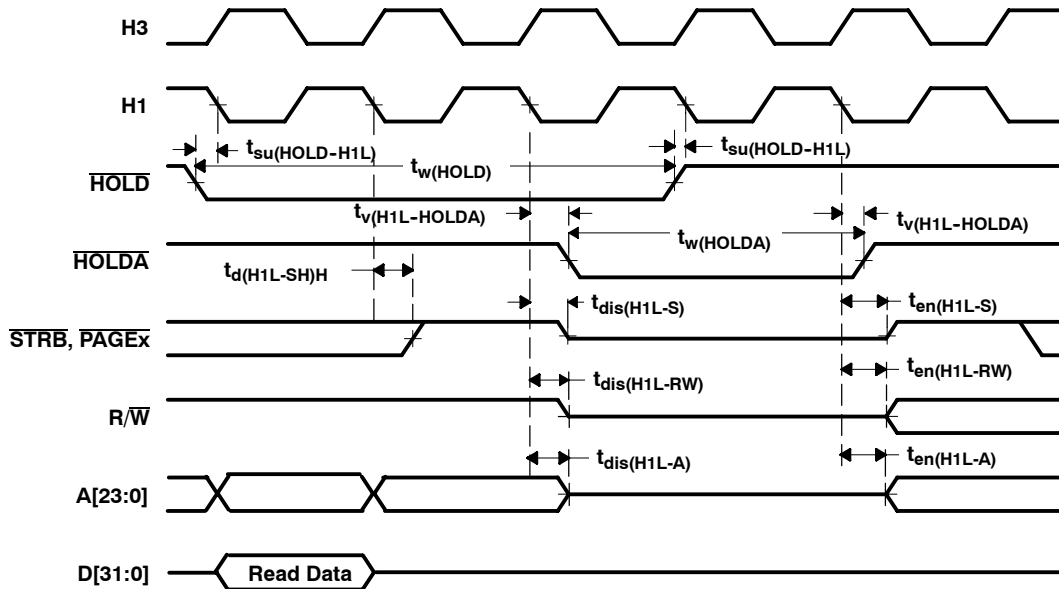 H3
H1
tsu(HOLD-H1L)
tsu(HOLD-H1L)
tw(HOLD)
HOLD
tv(H1L-HOLDA)
tv(H1L-HOLDA)
tw(HOLDA)
HOLDA
td(H1L-SH)H
tdis(H1L-S)
ten(H1L-S)
STRB, PAGEx
tdis(H1L-RW)
ten(H1L-RW)
R/W
tdis(H1L-A)
ten(H1L-A)
A[23:0]
D[31:0]
Read Data